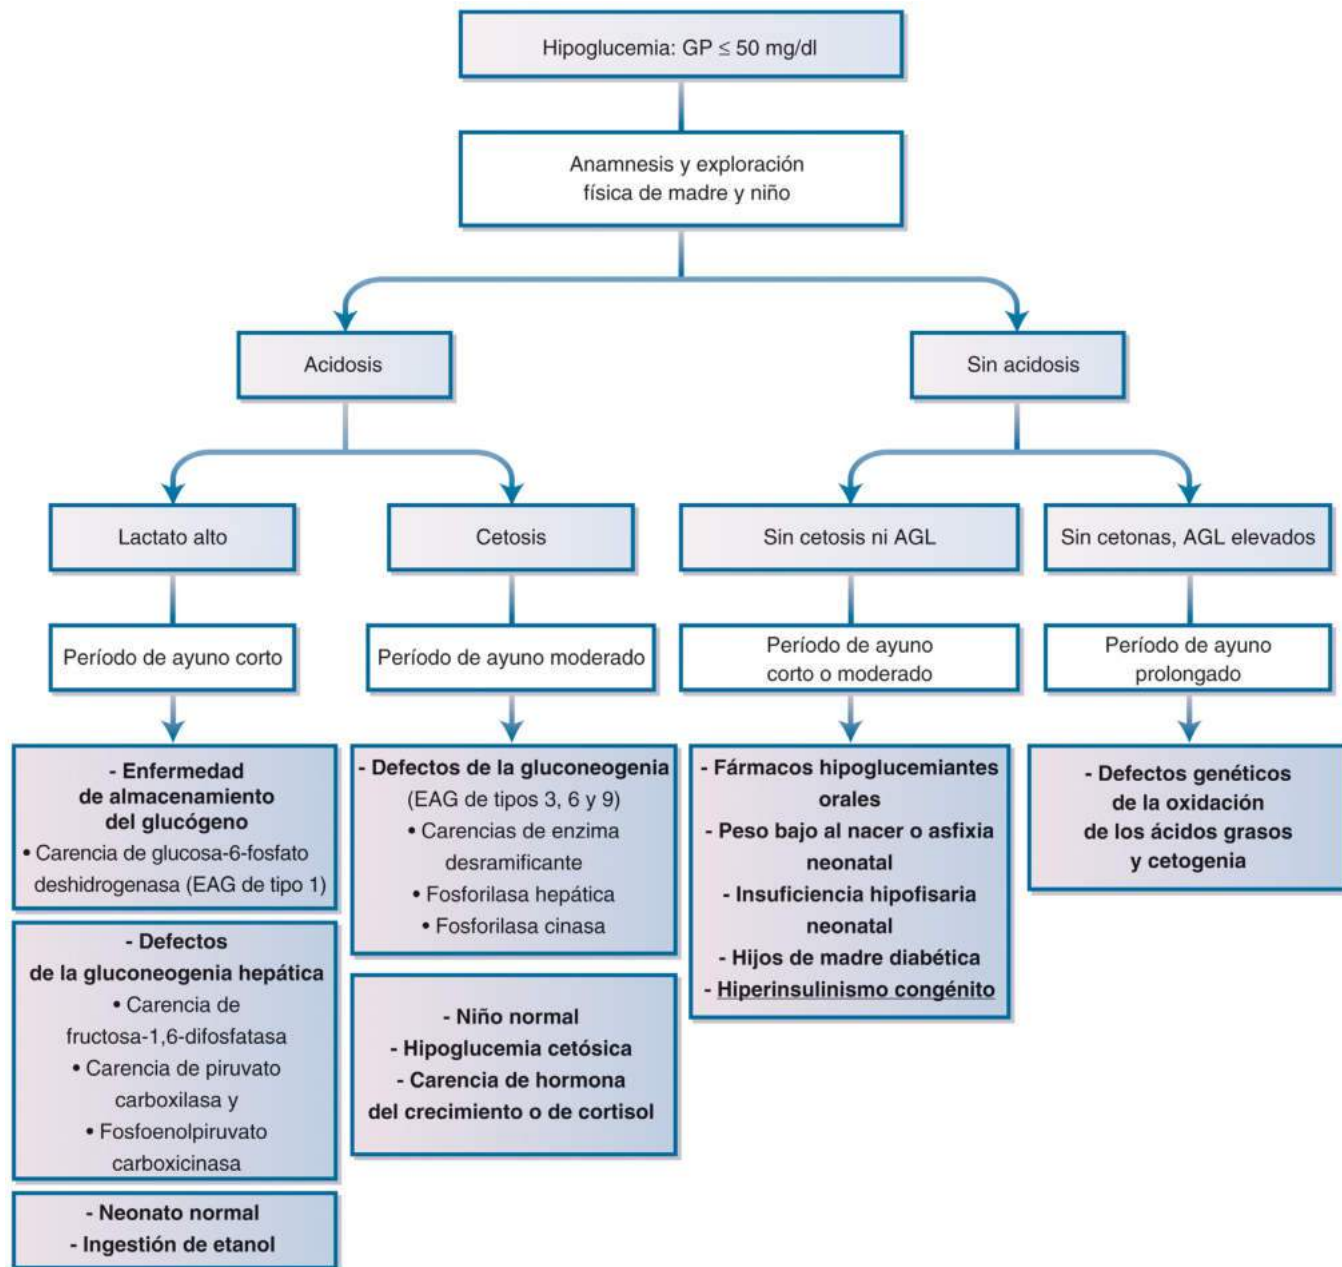 Hipoglucemia: GP ≤ 50 mg/dl
Anamnesis y exploración
física de madre y niño
Acidosis
Sin acidosis
Lactato alto
Cetosis
Sin cetosis ni AGL
Sin cetonas, AGL elevados
Período de ayuno corto
Período de ayuno moderado
Período de ayuno
corto o moderado
Período de ayuno
prolongado
- Enfermedad
de almacenamiento
del glucógeno
• Carencia de glucosa-6-fosfato
deshidrogenasa (EAG de tipo 1)
- Defectos
de la gluconeogenia hepática
• Carencia de
fructosa-1,6-difosfatasa
• Carencia de piruvato
carboxilasa y
• Fosfoenolpiruvato
carboxicinasa
- Neonato normal
- Ingestión de etanol
- Defectos de la gluconeogenia
(EAG de tipos 3, 6 y 9)
• Carencias de enzima
desramificante
• Fosforilasa hepática
• Fosforilasa cinasa
- Niño normal
- Hipoglucemia cetósica
- Carencia de hormona
del crecimiento o de cortisol
- Fármacos hipoglucemiantes
orales
- Peso bajo al nacer o asfixia
neonatal
- Insuficiencia hipofisaria
neonatal
- Hijos de madre diabética
- Hiperinsulinismo congénito
- Defectos genéticos
de la oxidación
de los ácidos grasos
y cetogenia